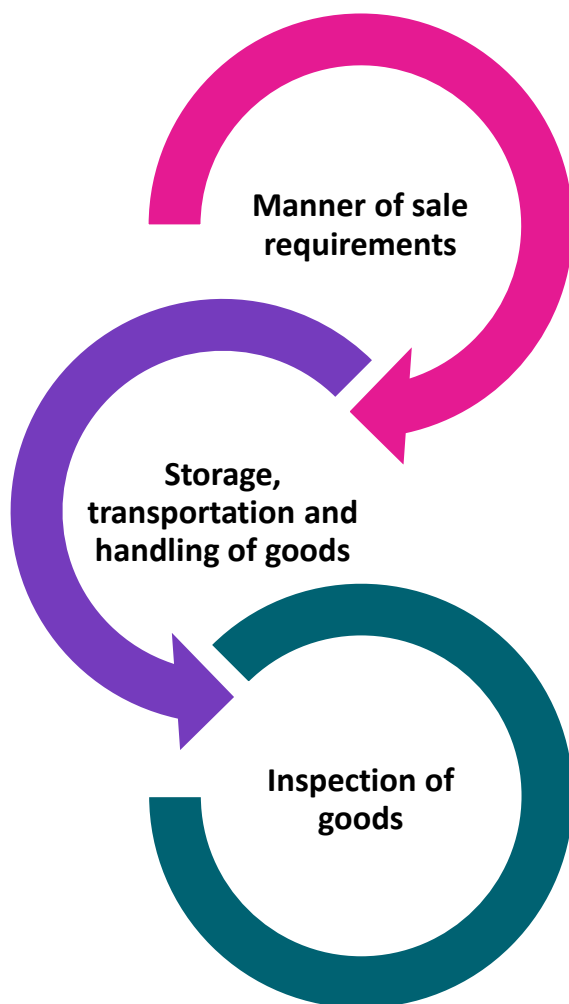 Manner of sale
requirements
Storage,
transportation and
handling of goods
Inspection of
goods